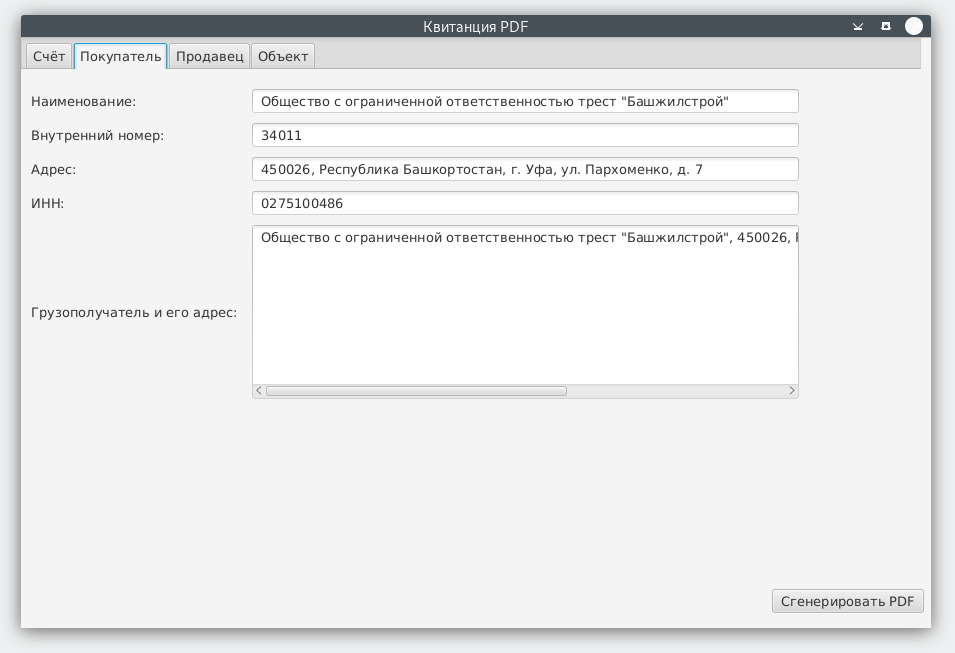 Квитанция PDF
Счёт Покупатель Продавец Объект
Наименование: Общество с ограниченной ответственностью трест "Башжилстрой"
Внутренний номер: 34011
Адрес: 450026, Республика Башкортостан, г. Уфа, ул. Пархоменко, д. 7
ИНН: 0275100486
Общество с ограниченной ответственностью трест "Башжилстрой", 450026,
Грузополучатель и его адрес:
Сгенерировать PDF